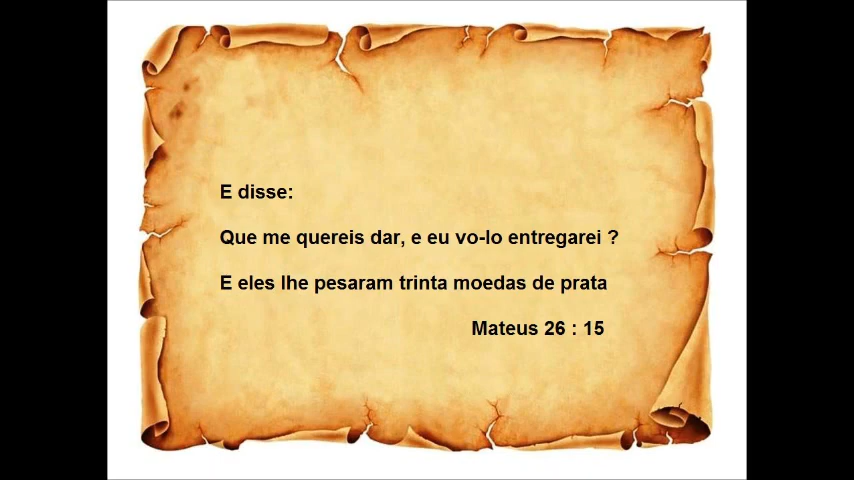 E disse:
Que me quereis dar, e eu vo-lo entregarei ?
E eles lhe pesaram trinta moedas de prata
Mateus 26 : 15